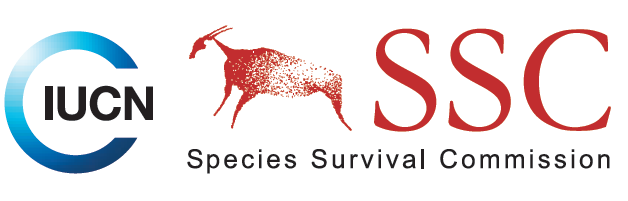 IUCN
SSC
Species Survival Commission